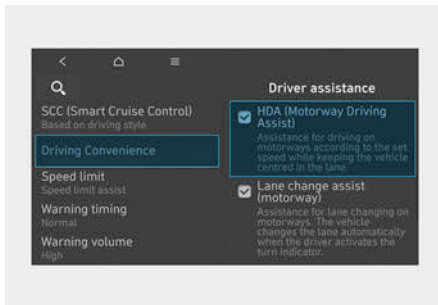 Driver assistance
SCC (Smart Cruise Control)
Based on driving style
Driving Convenience
Speed limit
Speed limit assist
Warning timing
Normal
Warning volume
High
HDA (Motorway Driving
Assist)
Assistance for driving on
motorways according to the set
speed while keeping the vehicle
centred in the lane.
Lane change assist
(motorway)
Assistance for lane changing on
motorways. The vehicle
changes the lane automatically
when the driver activates the
turn indicator.